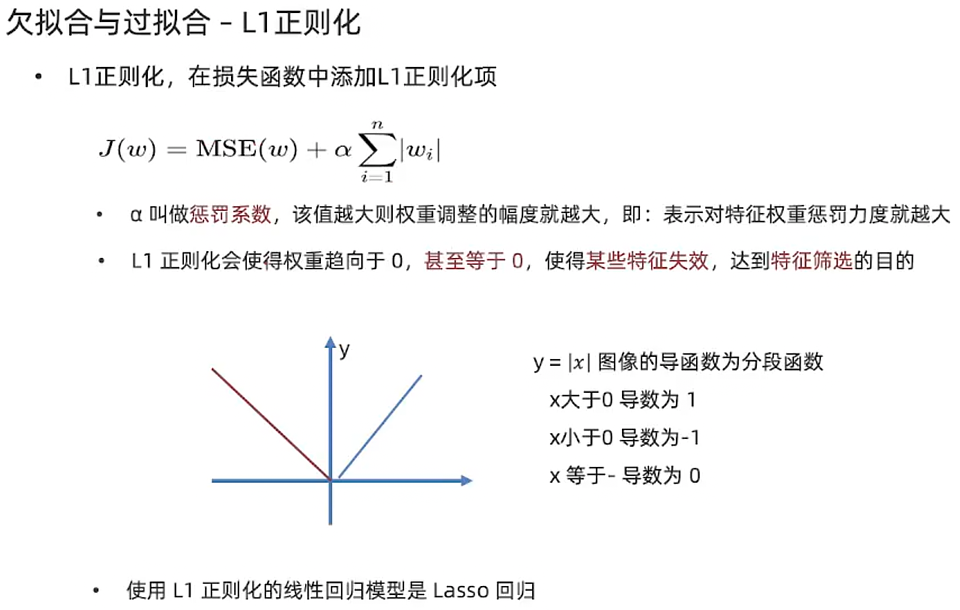 欠拟合与过拟合 – L1正则化
• L1正则化，在损失函数中添加L1正则化项
J(w) = MSE(w) + α ∑_{i=1}^{n} |w_i|
• α 叫做惩罚系数，该值越大则权重调整的幅度就越大，即：表示对特征权重惩罚力度就越大
• L1 正则化会使得权重趋向于 0，甚至等于 0，使得某些特征失效，达到特征筛选的目的
y
y = |x| 图像的导函数为分段函数
x大于0 导数为 1
x小于0 导数为-1
x 等于- 导数为 0
• 使用 L1 正则化的线性回归模型是 Lasso 回归